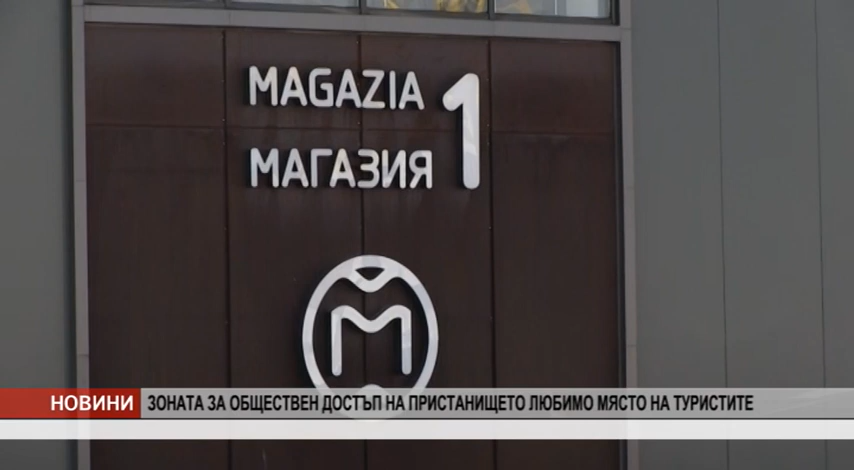 MAGAZIA 1
МАГАЗИЯ
НОВИНИ ЗОНАТА ЗА ОБЩЕСТВЕН ДОСТЪП НА ПРИСТАНИЩЕТО ЛЮБИМО МЯСТО НА ТУРИСТИТЕ